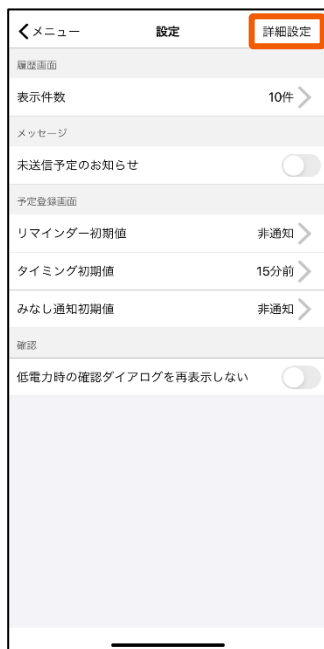 メニュー 設定 詳細設定
履歴画面
表示件数 10件
メッセージ
未送信予定のお知らせ
予定登録画面
リマインダー初期値 非通知
タイミング初期値 15分前
みなし通知初期値 非通知
確認
低電力時の確認ダイアログを再表示しない